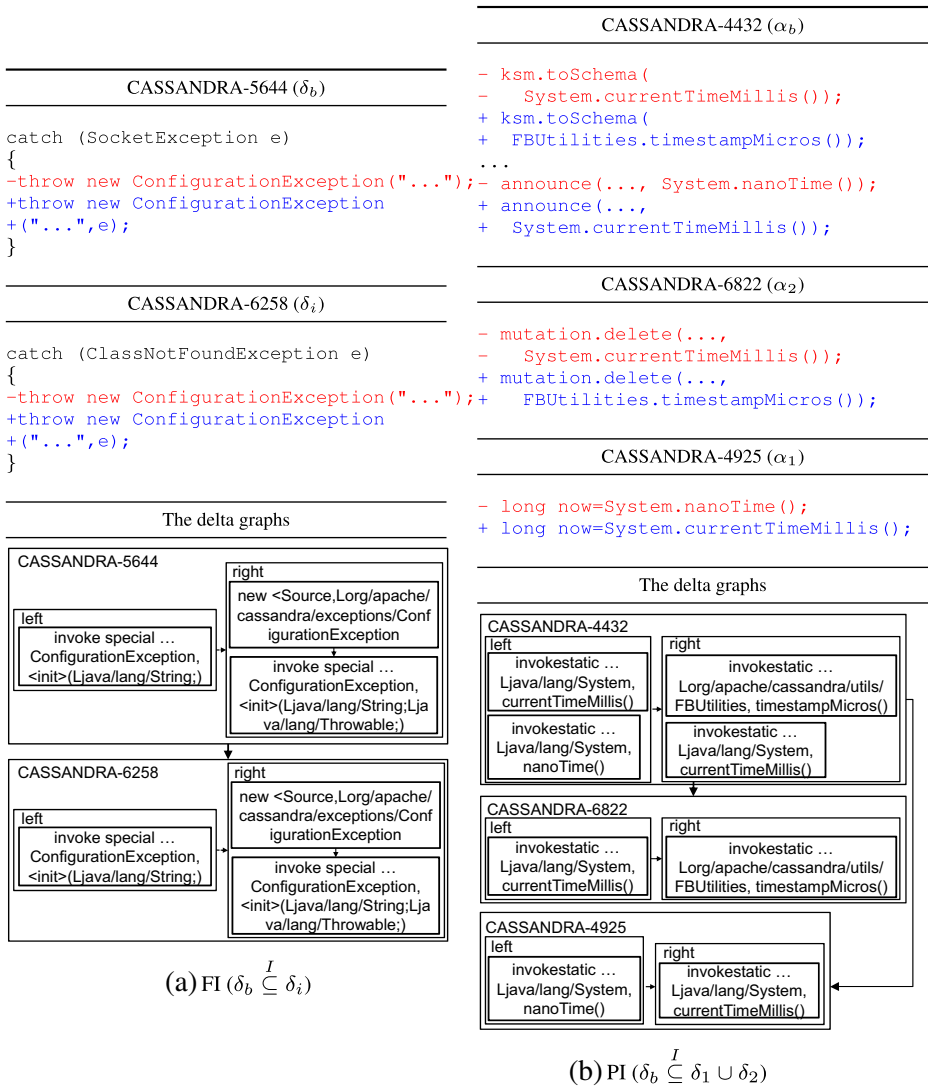 CASSANDRA-5644 (δb)
catch (SocketException e)
{
-throw new ConfigurationException("...");
+throw new ConfigurationException
+("...",e);
}
CASSANDRA-6258 (δi)
catch (ClassNotFoundException e)
{
-throw new ConfigurationException("...");
+throw new ConfigurationException
+("...",e);
}
The delta graphs
CASSANDRA-5644
left
invoke special ...
ConfigurationException,
<init>(Ljava/lang/String;)
right
new <Source,Lorg/apache/
cassandra/exceptions/Conf
igurationException
invoke special ...
ConfigurationException,
<init>(Ljava/lang/String;Lja
va/lang/Throwable;)
CASSANDRA-6258
left
invoke special ...
ConfigurationException,
<init>(Ljava/lang/String;)
right
new <Source,Lorg/apache/
cassandra/exceptions/Conf
igurationException
invoke special ...
ConfigurationException,
<init>(Ljava/lang/String;Lja
va/lang/Throwable;)
(a) FI (δb ⊆I δi)
CASSANDRA-4432 (αb)
- ksm.toSchema(
-   System.currentTimeMillis());
+ ksm.toSchema(
+  FBUtilities.timestampMicros());
...
- announce(..., System.nanoTime());
+ announce(...,
+  System.currentTimeMillis());
CASSANDRA-6822 (α2)
- mutation.delete(...,
-   System.currentTimeMillis());
+ mutation.delete(...,
+   FBUtilities.timestampMicros());
CASSANDRA-4925 (α1)
- long now=System.nanoTime();
+ long now=System.currentTimeMillis();
The delta graphs
CASSANDRA-4432
left
invokestatic ...
Ljava/lang/System,
currentTimeMillis()
invokestatic ...
Ljava/lang/System,
nanoTime()
right
invokestatic ...
Lorg/apache/cassandra/utils/
FBUtilities, timestampMicros()
invokestatic ...
Ljava/lang/System,
currentTimeMillis()
CASSANDRA-6822
left
invokestatic ...
Ljava/lang/System,
currentTimeMillis()
right
invokestatic ...
Lorg/apache/cassandra/utils/
FBUtilities, timestampMicros()
CASSANDRA-4925
left
invokestatic ...
Ljava/lang/System,
nanoTime()
right
invokestatic ...
Ljava/lang/System,
currentTimeMillis()
(b) PI (δb ⊆I δ1 ∪ δ2)